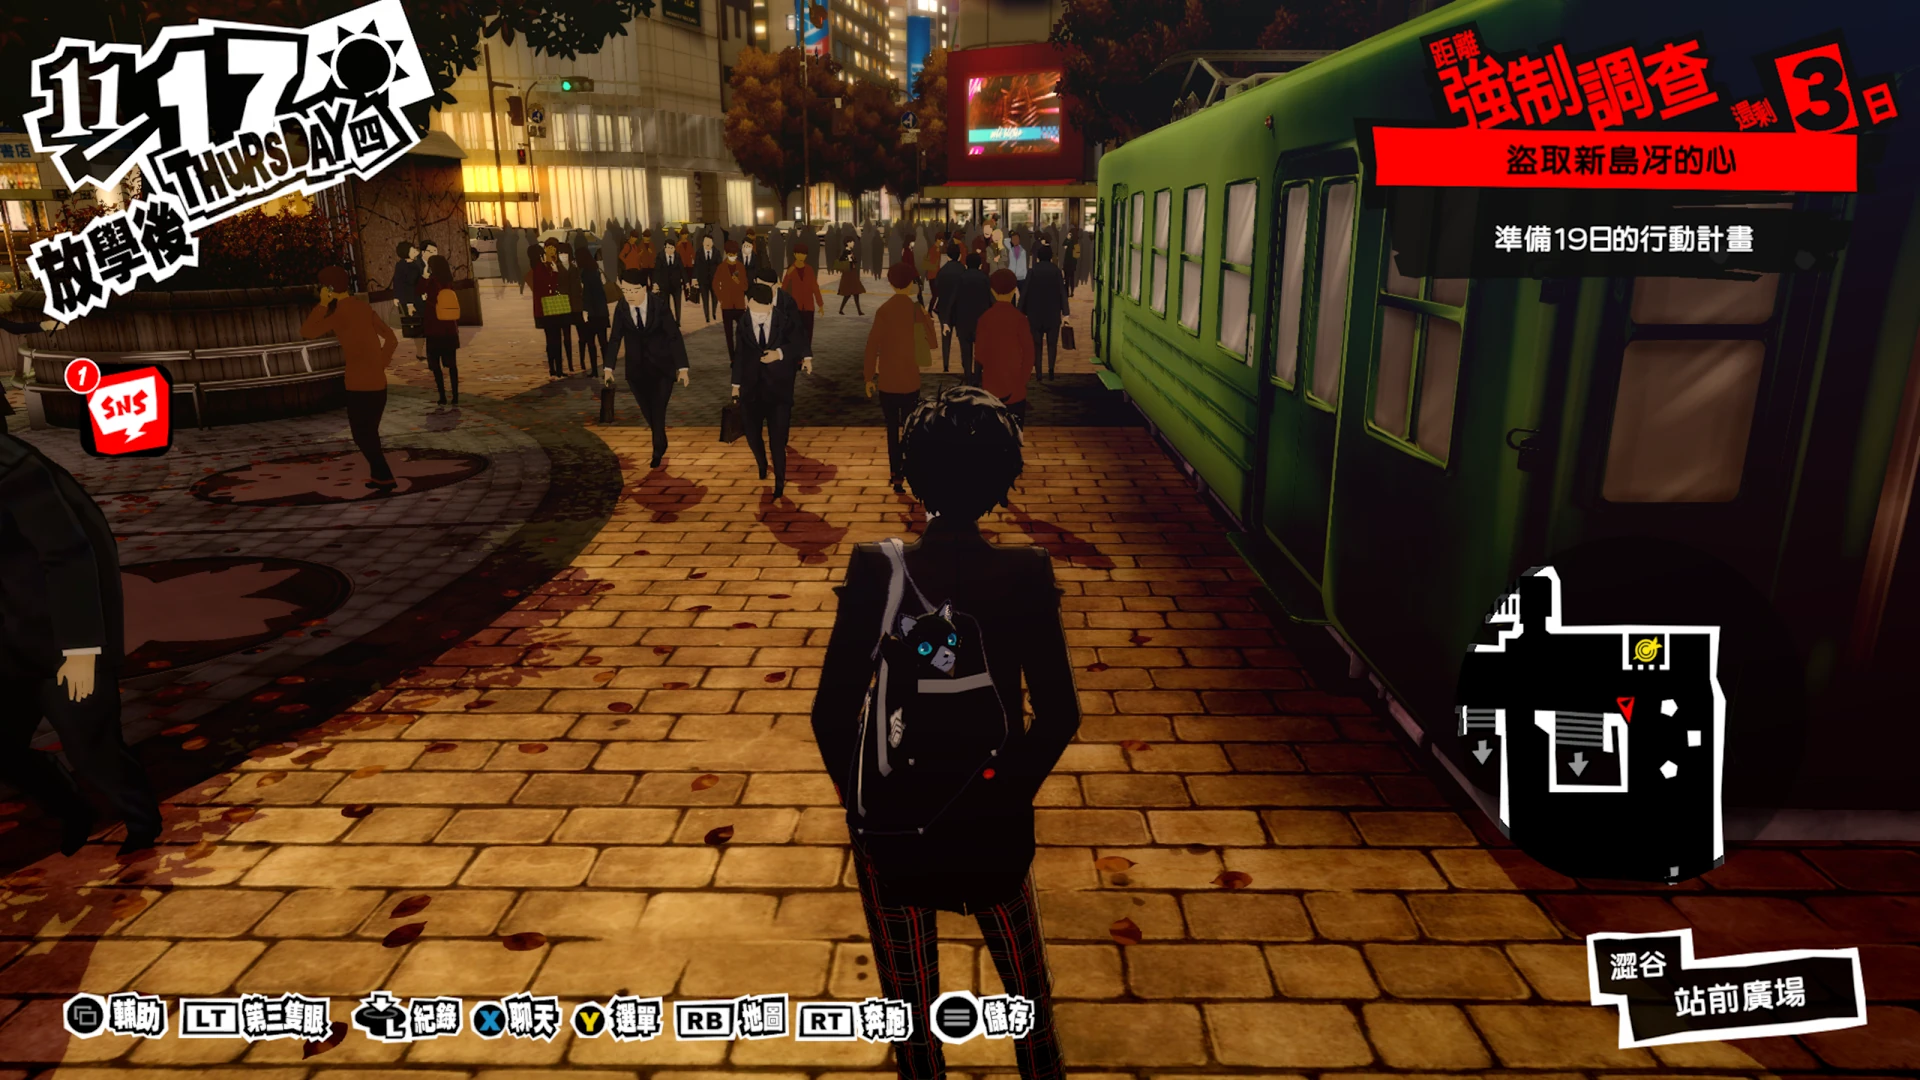 11/17
THURSDAY 四
放學後
書店
1
SNS
距離
強制調查
還剩 3 日
盜取新島冴的心
準備19日的行動計畫
澀谷
站前廣場
輔助 LT 第三隻眼 L 紀錄 X 聊天 Y 選單 RB 地圖 RT 奔跑 儲存